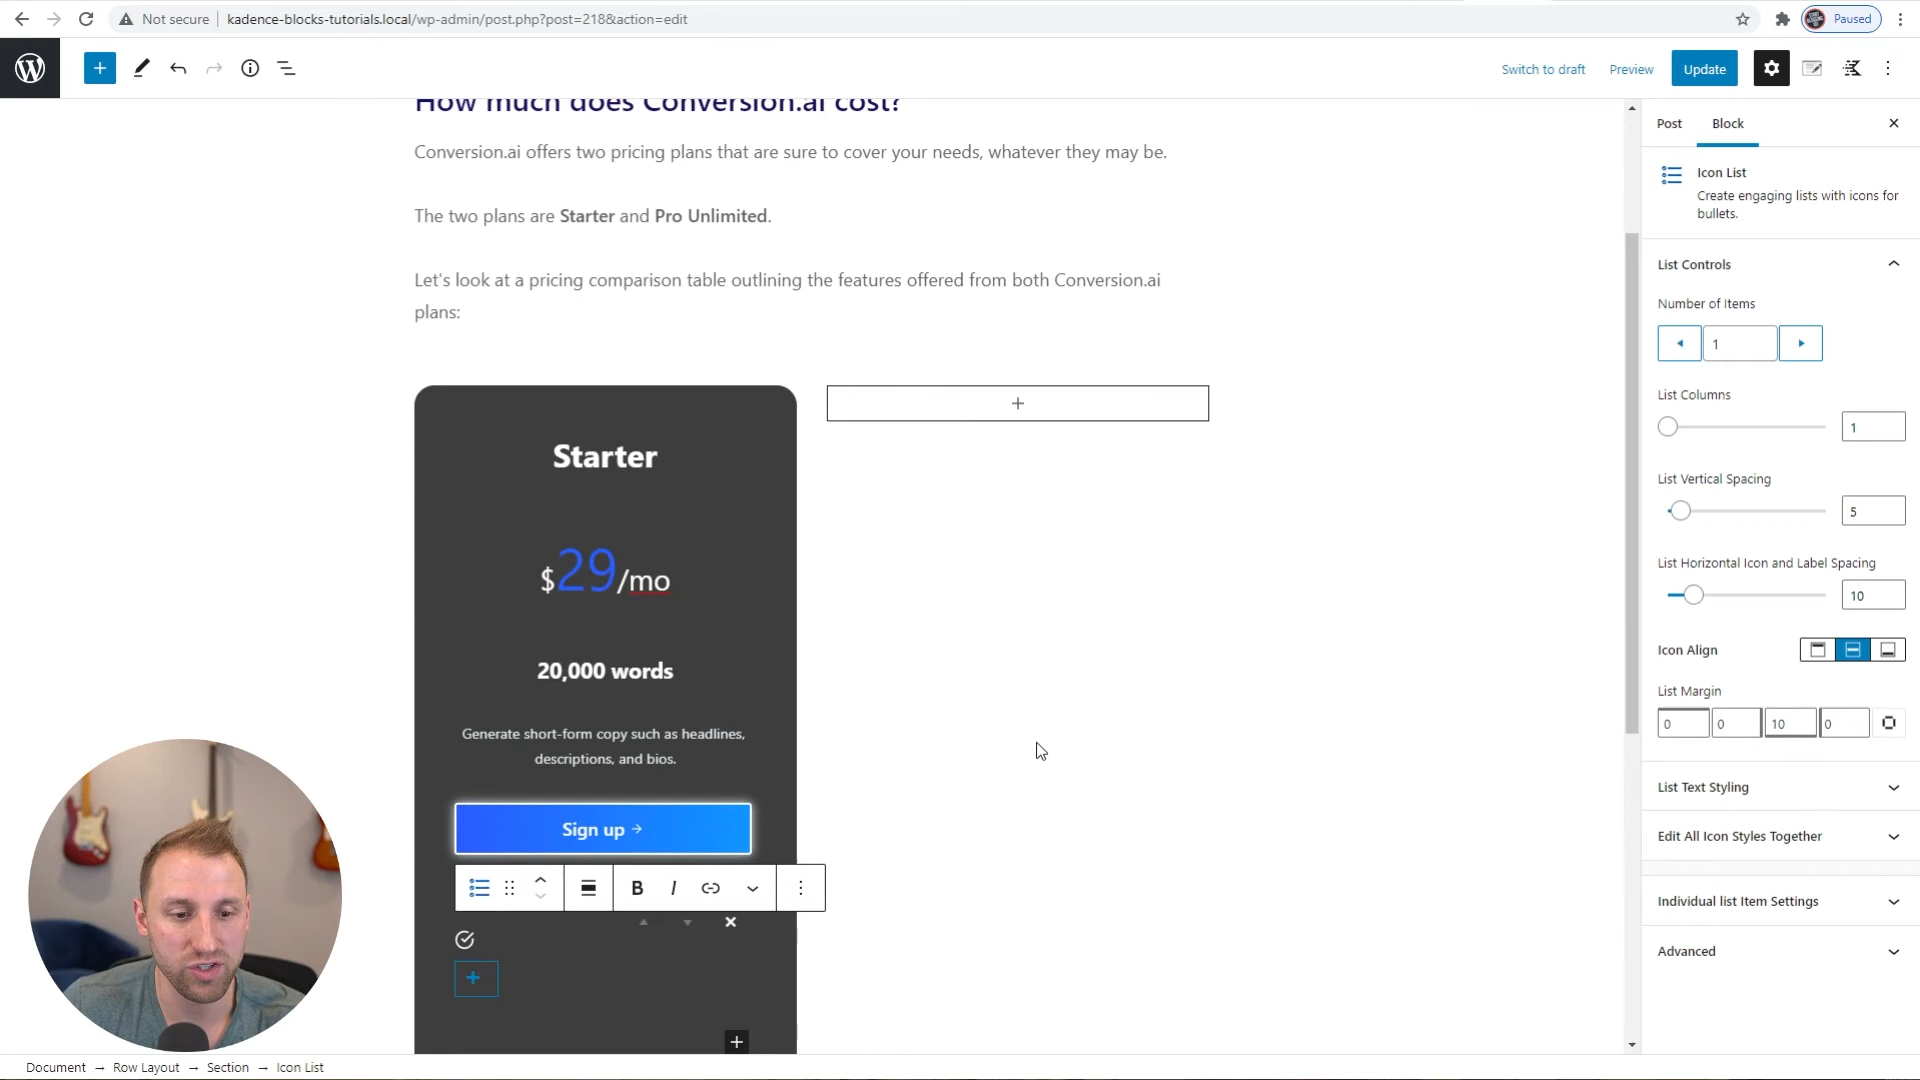 Not secure
kadence-blocks-tutorials.local/wp-admin/post.php?post=218&action=edit
Paused
Switch to draft
Preview
Update
How much does Conversion.ai cost?
Conversion.ai offers two pricing plans that are sure to cover your needs, whatever they may be.
The two plans are Starter and Pro Unlimited.
Let's look at a pricing comparison table outlining the features offered from both Conversion.ai
plans:
Starter
$29/mo
20,000 words
Generate short-form copy such as headlines,
descriptions, and bios.
Sign up
B I
Post
Block
Icon List
Create engaging lists with icons for
bullets.
List Controls
Number of Items
1
List Columns
1
List Vertical Spacing
5
List Horizontal Icon and Label Spacing
10
Icon Align
List Margin
0 0 10 0
List Text Styling
Edit All Icon Styles Together
Individual list Item Settings
Advanced
Document → Row Layout → Section → Icon List